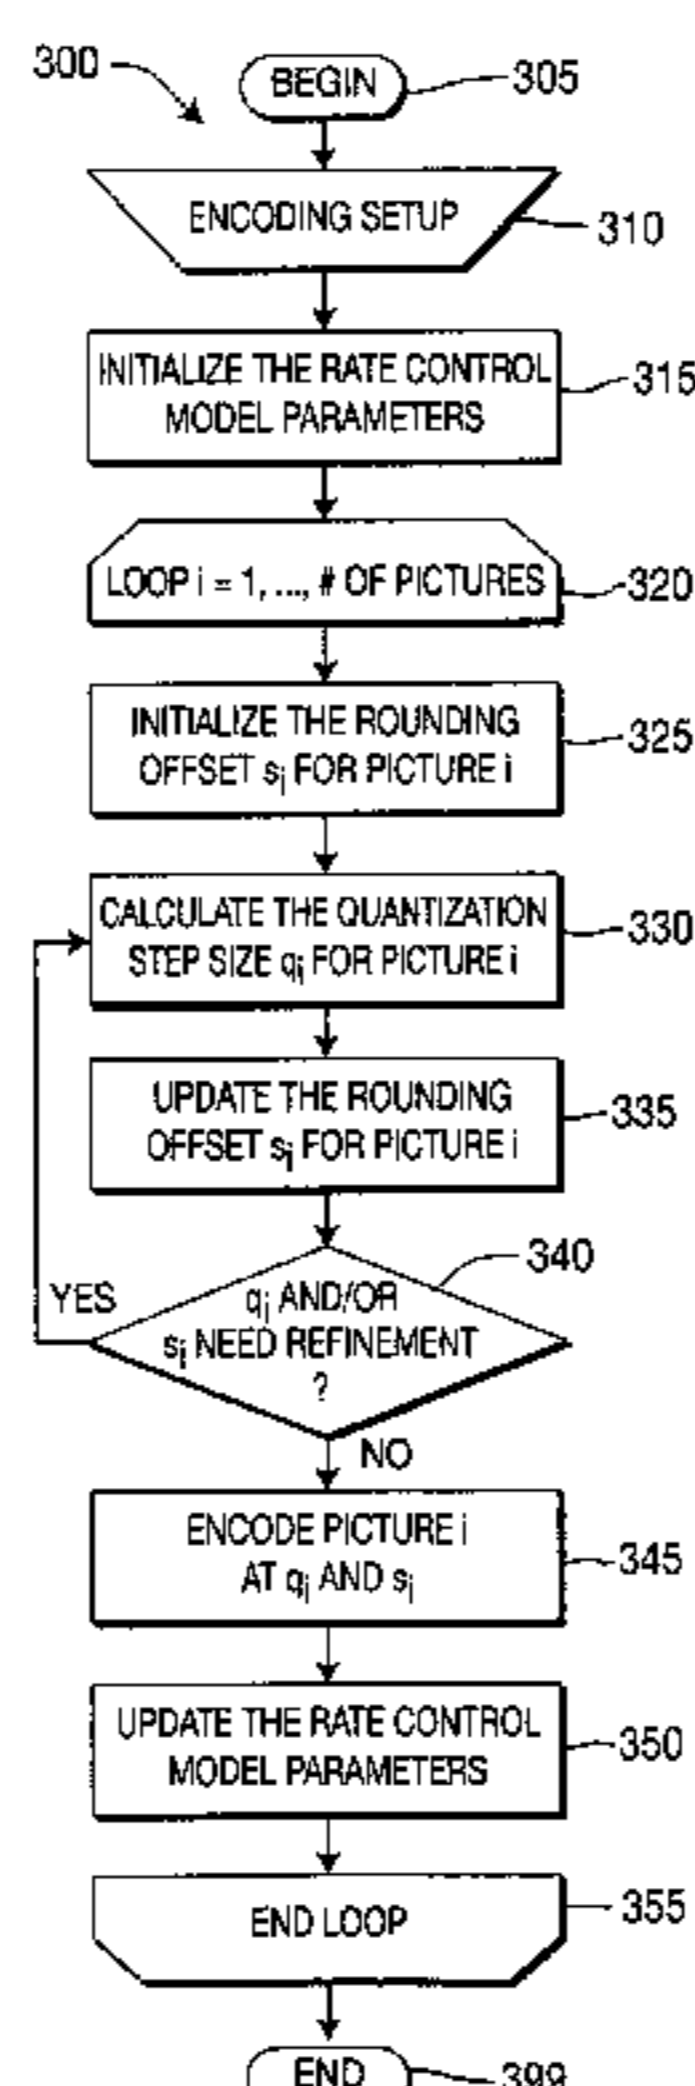 300
BEGIN
305
ENCODING SETUP
310
INITIALIZE THE RATE CONTROL
MODEL PARAMETERS
315
LOOP i = 1, ..., # OF PICTURES
320
INITIALIZE THE ROUNDING
OFFSET si FOR PICTURE i
325
CALCULATE THE QUANTIZATION
STEP SIZE qi FOR PICTURE i
330
UPDATE THE ROUNDING
OFFSET si FOR PICTURE i
335
340
YES
qi AND/OR
si NEED REFINEMENT
?
NO
ENCODE PICTURE i
AT qi AND si
345
UPDATE THE RATE CONTROL
MODEL PARAMETERS
350
END LOOP
355
END
399